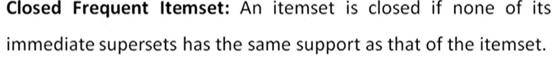 Closed Frequent Itemset: An itemset is closed if none of its
immediate supersets has the same support as that of the itemset.